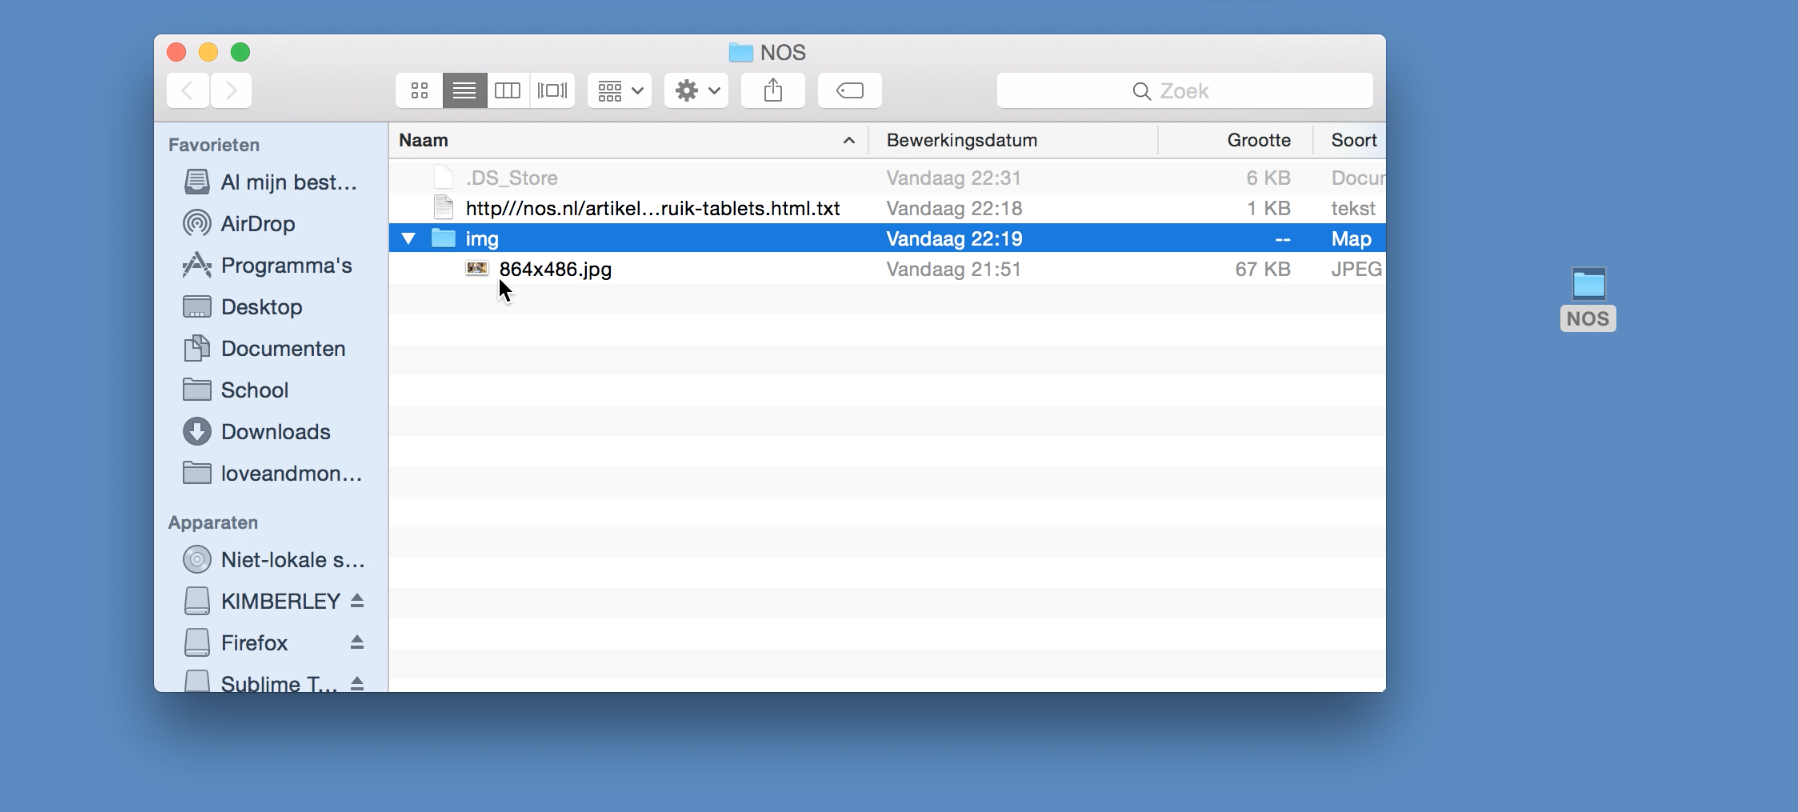 NOS
Zoek
Favorieten
Al mijn best...
AirDrop
Programma's
Desktop
Documenten
School
Downloads
loveandmon...
Apparaten
Niet-lokale s...
KIMBERLEY
Firefox
Sublime T...
Naam Bewerkingsdatum Grootte Soort
.DS_Store Vandaag 22:31 6 KB Docur
http///nos.nl/artikel...ruik-tablets.html.txt Vandaag 22:18 1 KB tekst
img Vandaag 22:19 -- Map
864x486.jpg Vandaag 21:51 67 KB JPEG
NOS